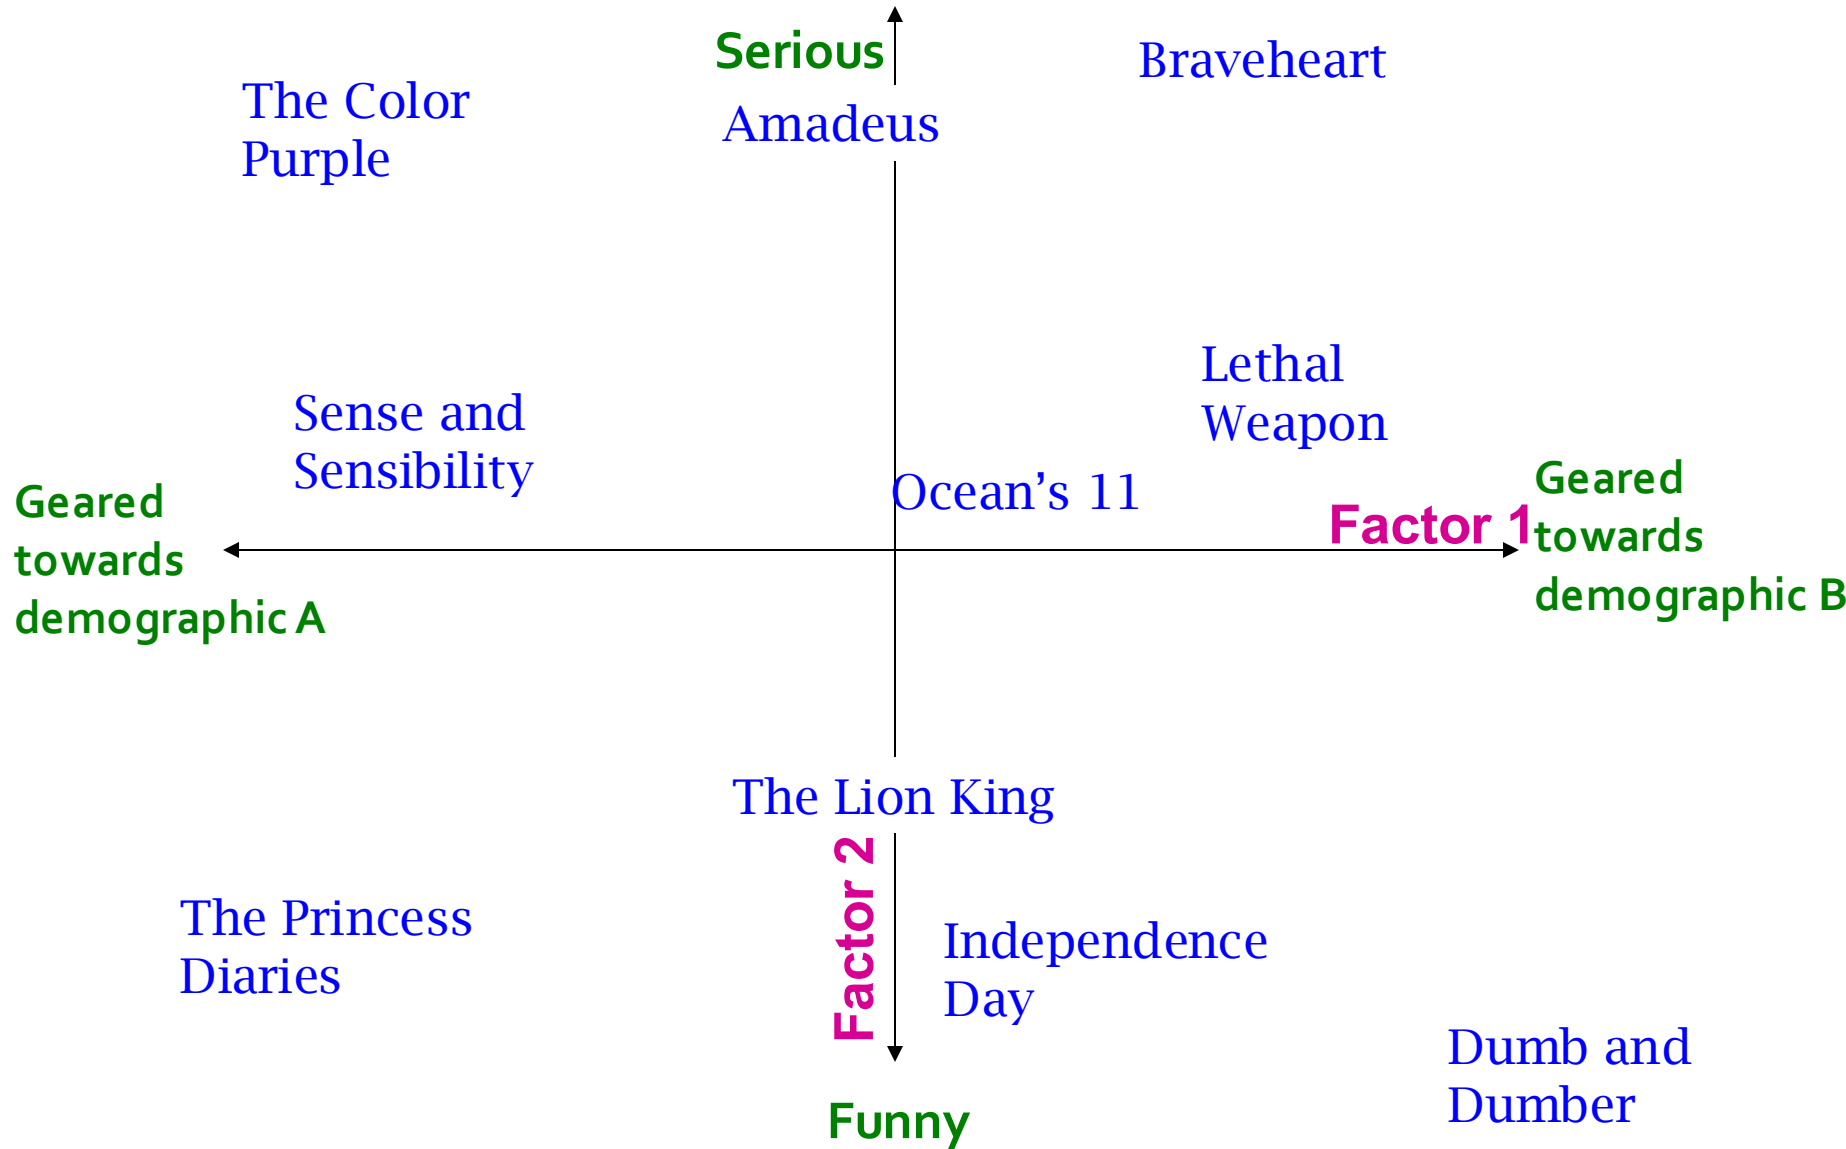 Serious
Braveheart
The Color
Purple
Amadeus
Lethal
Weapon
Sense and
Sensibility
Ocean’s 11
Geared
towards
demographic A
Factor 1
Geared
towards
demographic B
The Lion King
Factor 2
The Princess
Diaries
Independence
Day
Dumb and
Dumber
Funny